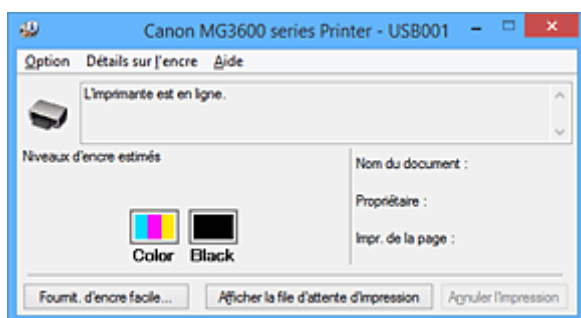 Canon MG3600 series Printer - USB001
Option Détails sur l'encre Aide
L'imprimante est en ligne.
Niveaux d'encre estimés
Nom du document :
Propriétaire :
Impr. de la page :
Color Black
Fournit. d'encre facile... Afficher la file d'attente d'impression Annuler l'impression